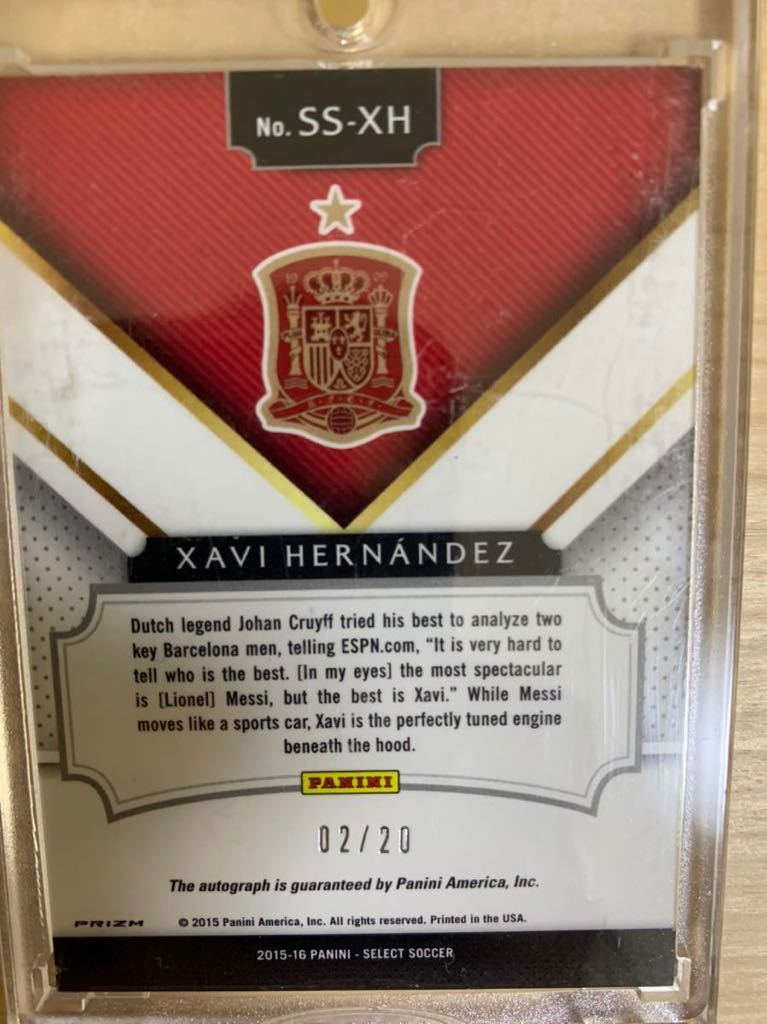 No. SS-XH
XAVI HERNÁNDEZ
Dutch legend Johan Cruyff tried his best to analyze two
key Barcelona men, telling ESPN.com, “It is very hard to
tell who is the best. [In my eyes] the most spectacular
is [Lionel] Messi, but the best is Xavi.” While Messi
moves like a sports car, Xavi is the perfectly tuned engine
beneath the hood.
PANINI
02/20
The autograph is guaranteed by Panini America, Inc.
PRIZM © 2015 Panini America, Inc. All rights reserved. Printed in the USA.
2015-16 PANINI - SELECT SOCCER